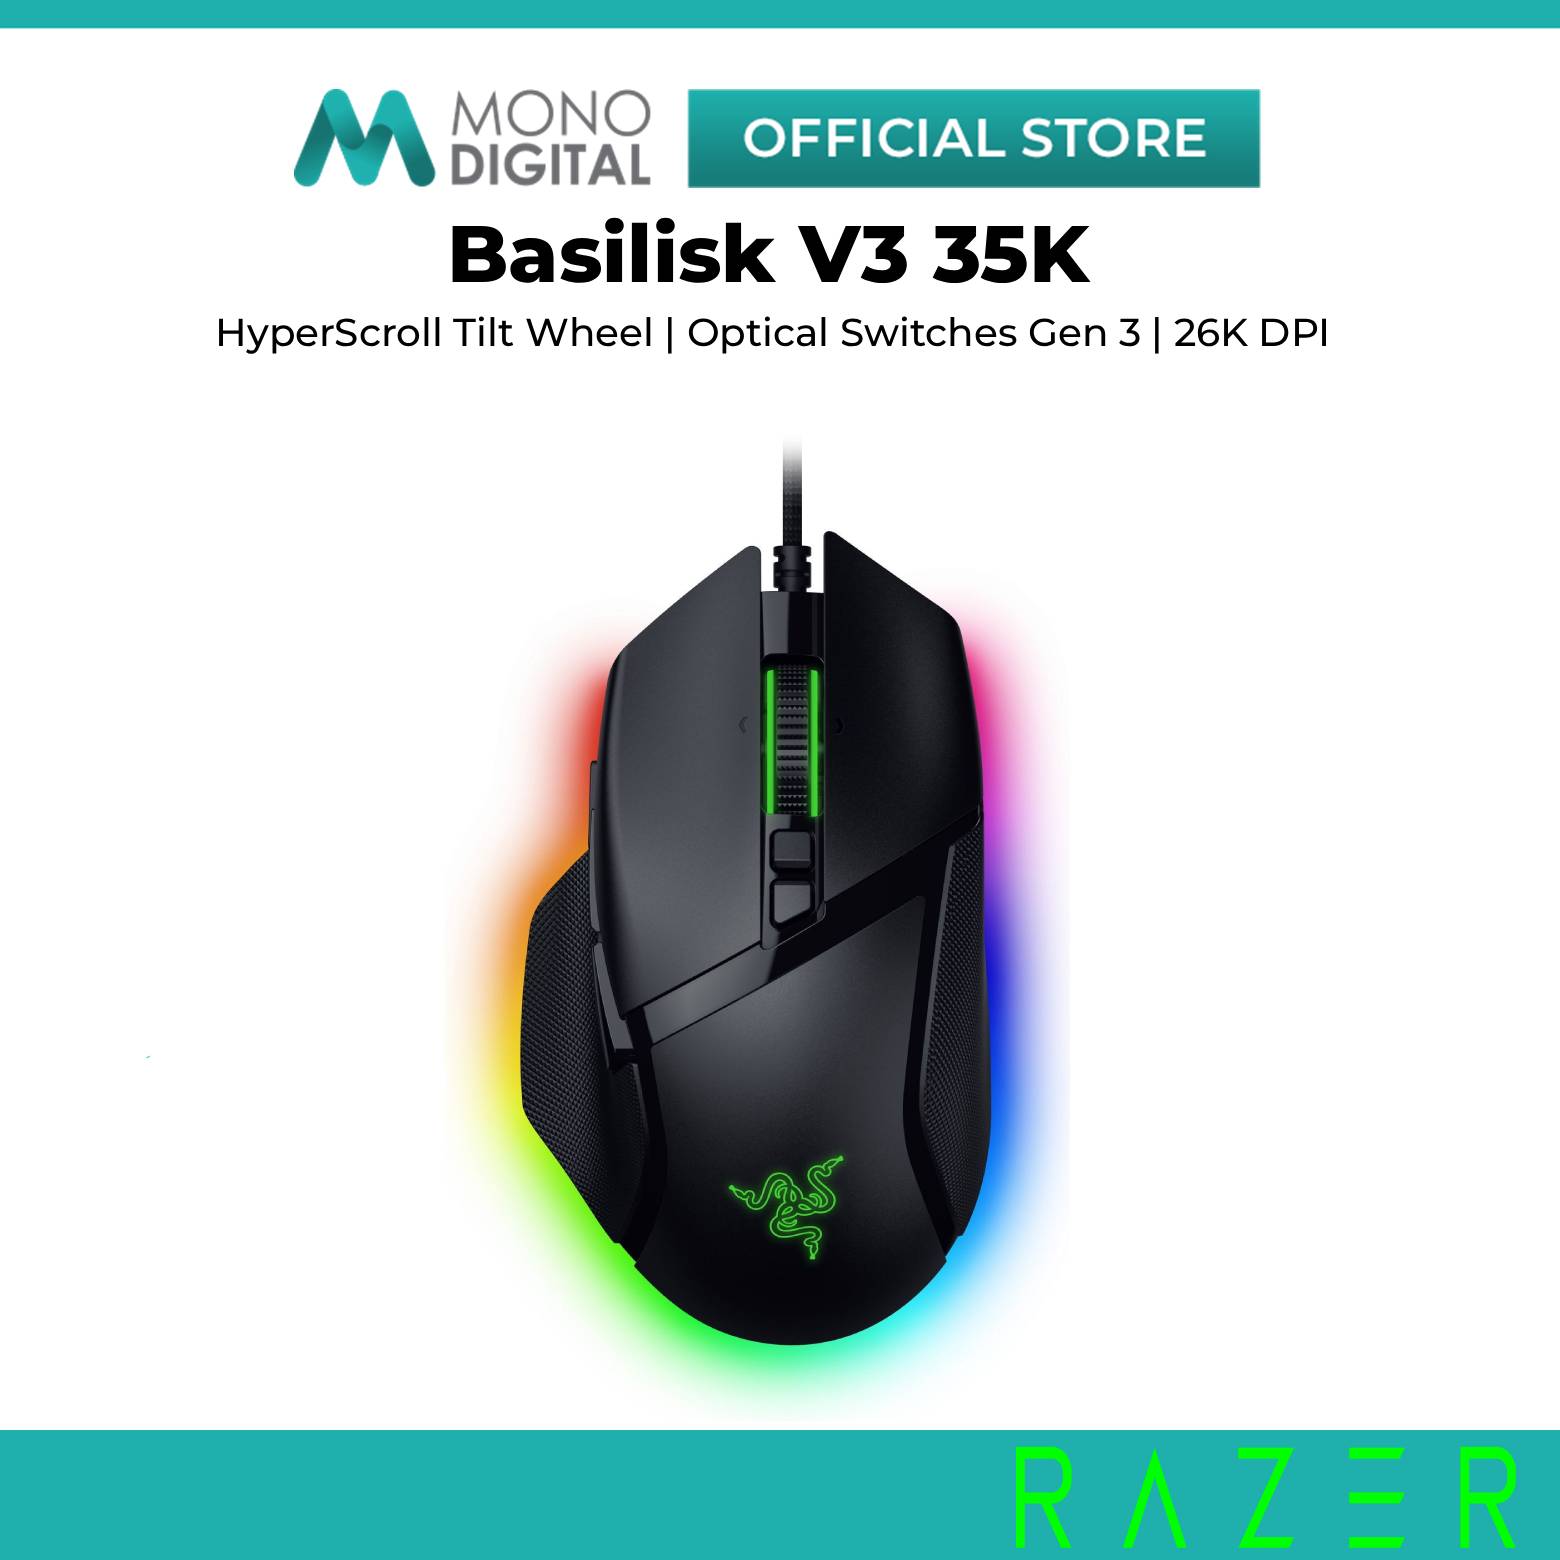 MONO
DIGITAL
OFFICIAL STORE
Basilisk V3 35K
HyperScroll Tilt Wheel | Optical Switches Gen 3 | 26K DPI
RAZER